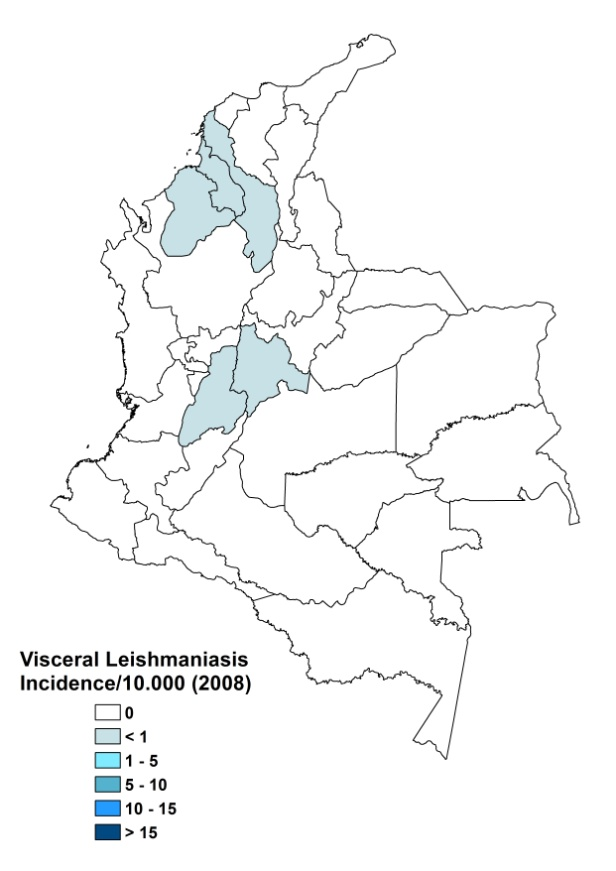 Visceral Leishmaniasis
Incidence/10.000 (2008)
0
< 1
1 - 5
5 - 10
10 - 15
> 15